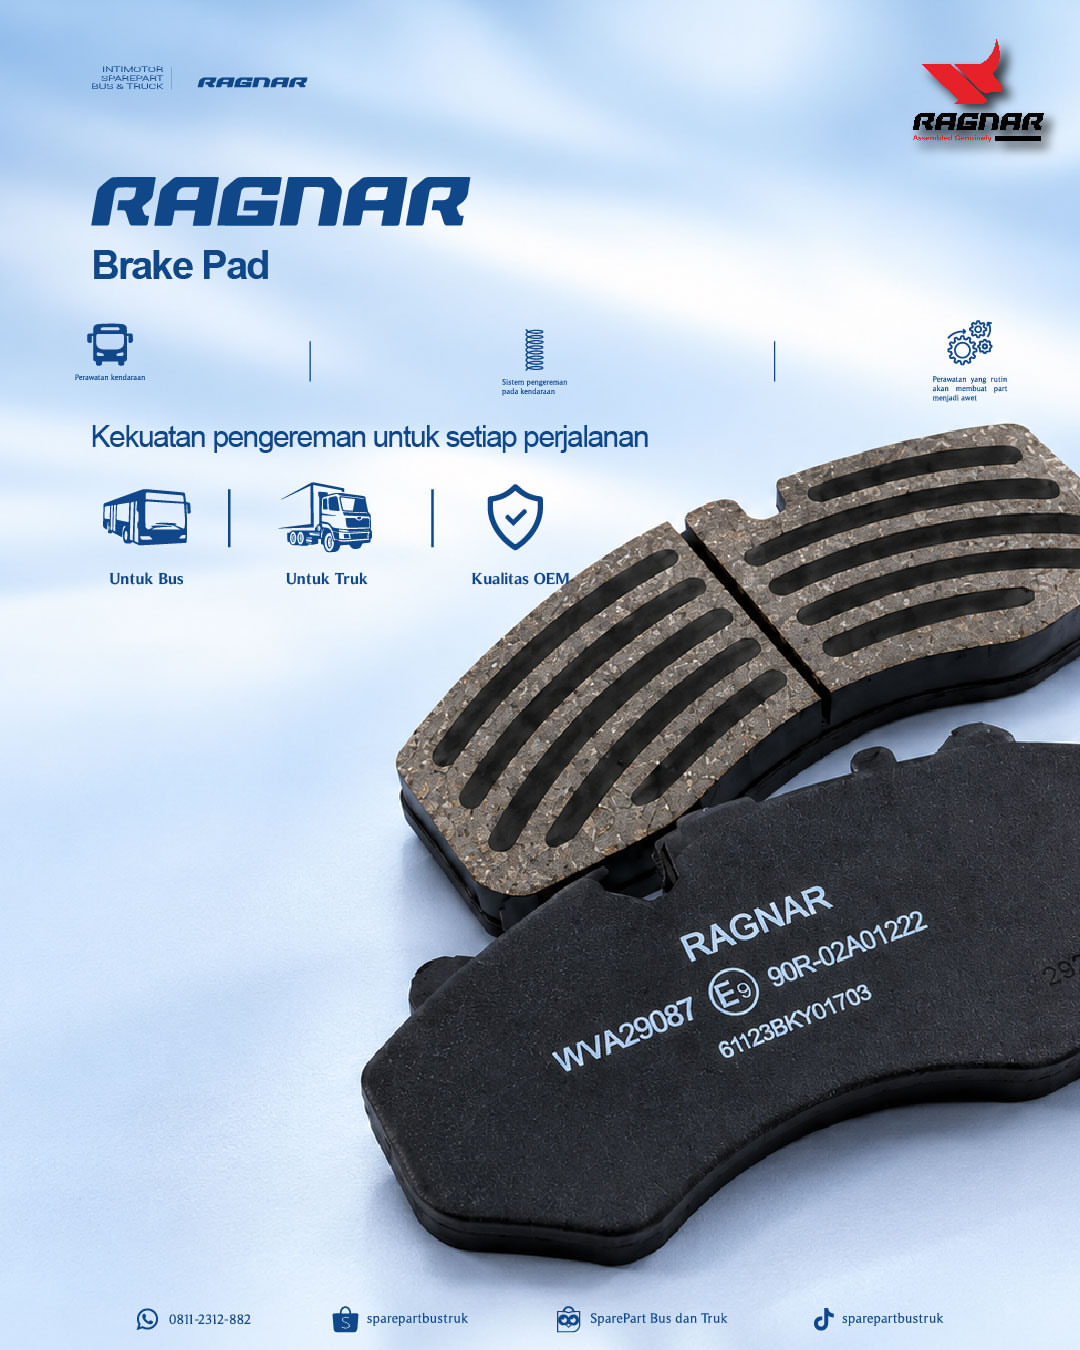 INTIMOTOR
SPAREPART
BUS & TRUCK
RAGNAR
RAGNAR
Assembled Genuinely
RAGNAR
Brake Pad
Perawatan kendaraan
Sistem pengereman
pada kendaraan
Perawatan yang rutin
akan membuat part
menjadi awet
Kekuatan pengereman untuk setiap perjalanan
Untuk Bus
Untuk Truk
Kualitas OEM
RAGNAR
WVA29087 E9 90R-02A01222
61123BKY01703
0811-2312-882
sparepartbustruk
SparePart Bus dan Truk
sparepartbustruk